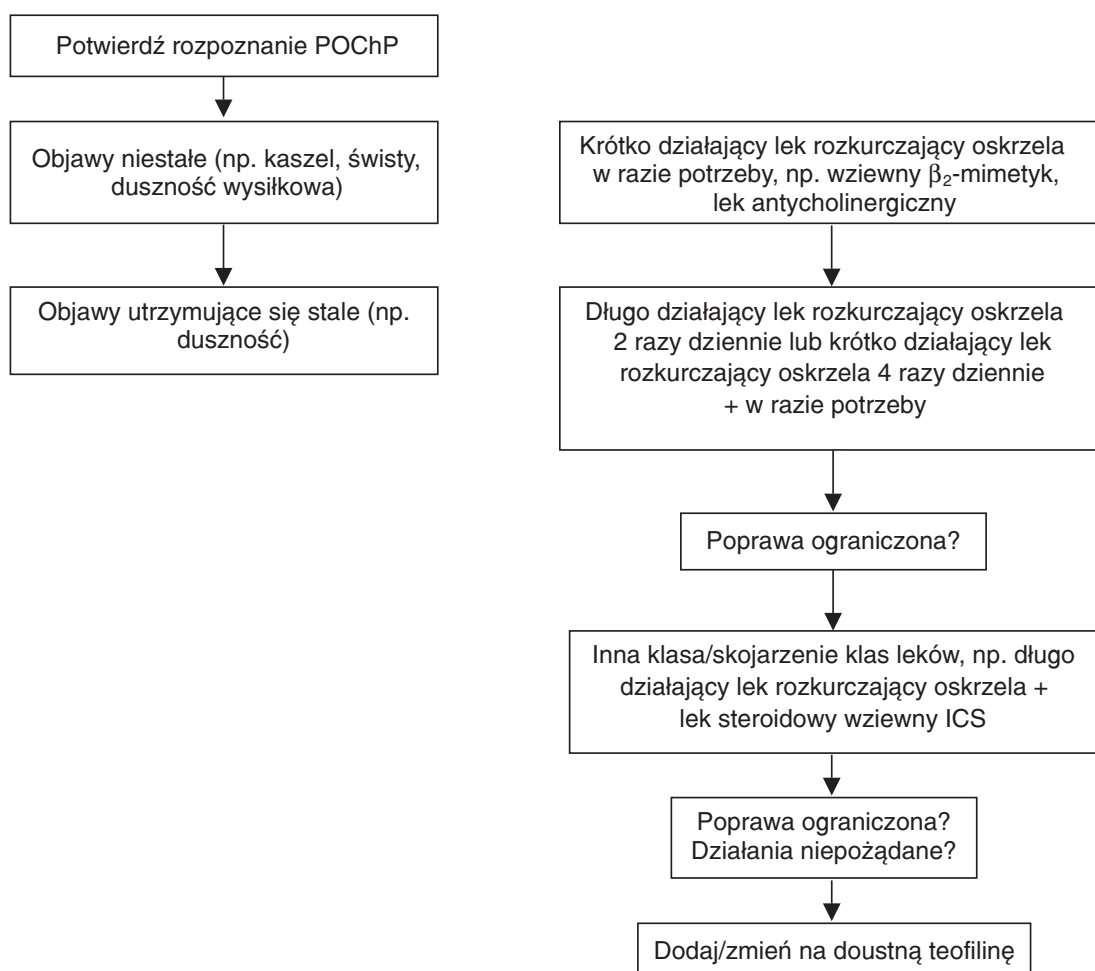 Potwierdź rozpoznanie POChP
Objawy niestałe (np. kaszel, świsty,
duszność wysiłkowa)
Objawy utrzymujące się stale (np.
duszność)
Krótko działający lek rozkurczający oskrzela
w razie potrzeby, np. wziewny β₂-mimetyk,
lek antycholinergiczny
Długo działający lek rozkurczający oskrzela
2 razy dziennie lub krótko działający lek
rozkurczający oskrzela 4 razy dziennie
+ w razie potrzeby
Poprawa ograniczona?
Inna klasa/skojarzenie klas leków, np. długo
działający lek rozkurczający oskrzela +
lek steroidowy wziewny ICS
Poprawa ograniczona?
Działania niepożądane?
Dodaj/zmień na doustną teofilinę